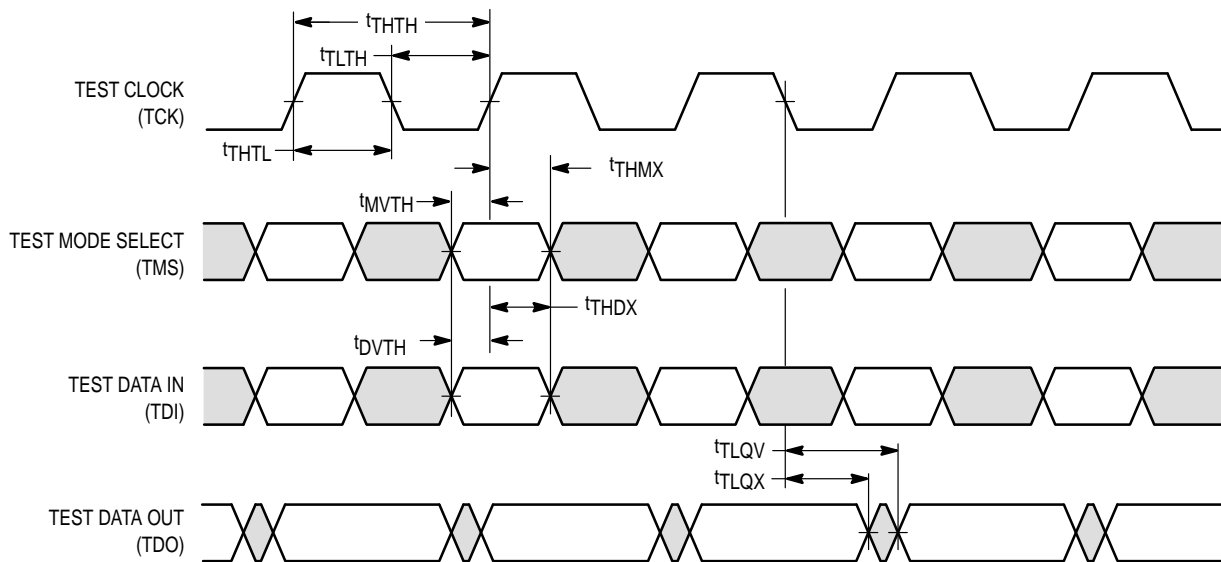 tTHTH
tTLTH
TEST CLOCK
(TCK)
tTHTL
tTHMX
tMVTH
TEST MODE SELECT
(TMS)
tTHDX
tDVTH
TEST DATA IN
(TDI)
tTLQV
tTLQX
TEST DATA OUT
(TDO)